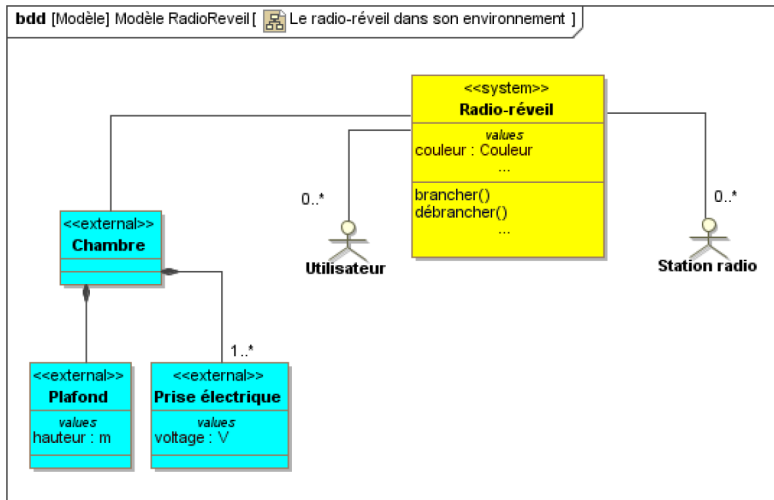 bdd [Modèle] Modèle RadioReveil [ Le radio-réveil dans son environnement ]
<<system>>
Radio-réveil
values
couleur : Couleur
...
brancher()
débrancher()
...
0..*
0..*
<<external>>
Chambre
Utilisateur
Station radio
1..*
<<external>>
Plafond
values
hauteur : m
<<external>>
Prise électrique
values
voltage : V